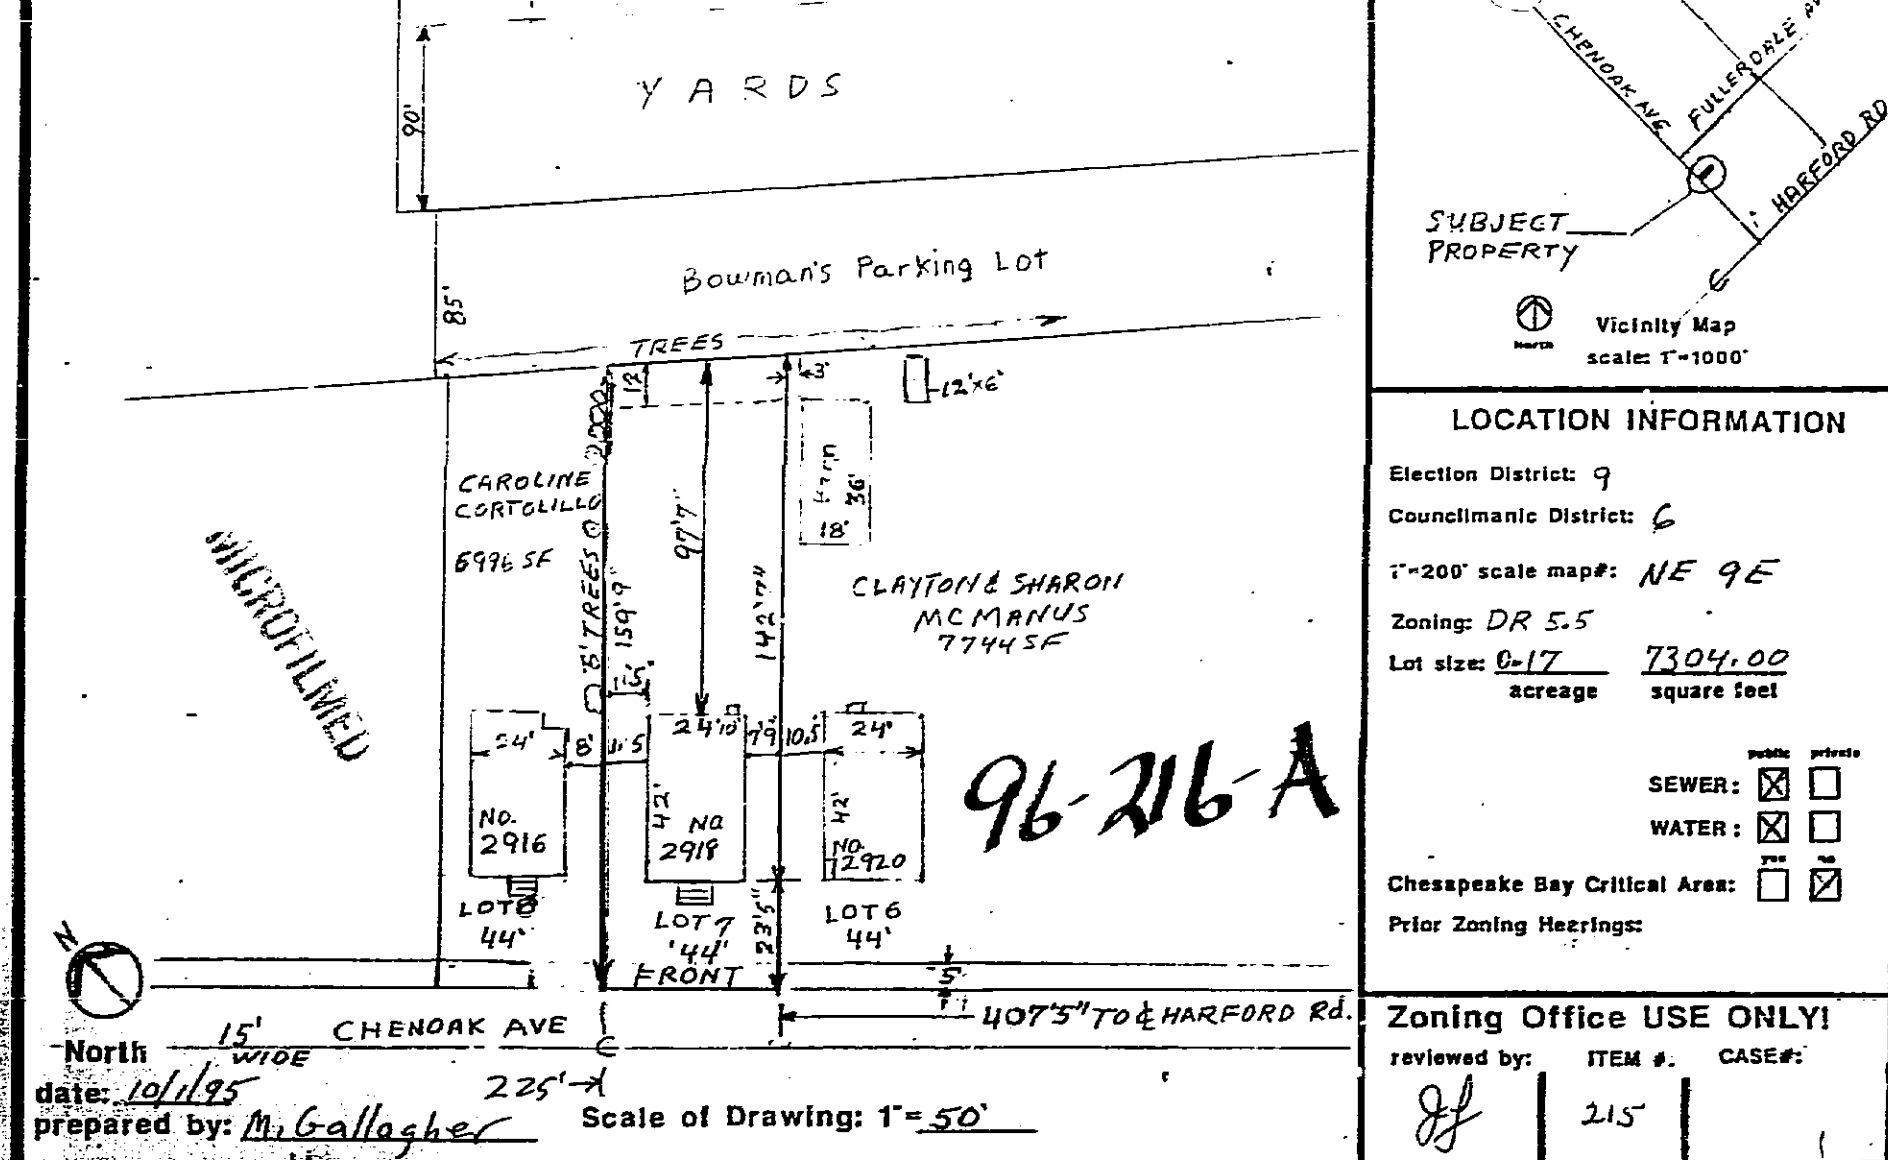 YARDS
90'
Bowman's Parking Lot
85'
TREES
12'
3'
12'x6'
CAROLINE
CORTOLILLO
6996 SF
8' TREES
159'9"
97'7"
142'7"
36'
18'
CLAYTON & SHARON
MCMANUS
7744 SF
MICROFILMED
24'
8'
11.5
15'
24'
10'
7'9"
10.5
24'
42'
42'
NO.
2916
NO
2918
NO.
2920
96-216-A
LOT 8
44'
LOT 7
'44'
LOT 6
44'
23'5"
FRONT
5'
N
North
15'
WIDE
CHENOAK AVE
407'5" TO ℄ HARFORD Rd.
225'
date: 10/1/95
prepared by: M. Gallagher
Scale of Drawing: 1"= 50'
CHENOAK AVE
FULLERDALE AV
HARFORD RD
SUBJECT
PROPERTY
North
Vicinity Map
scale: 1"=1000'
LOCATION INFORMATION
Election District: 9
Councilmanic District: 6
1"=200' scale map#: NE 9E
Zoning: DR 5.5
Lot size: 0.17 7304.00
acreage square feet
public private
SEWER:
WATER:
yes no
Chesapeake Bay Critical Area:
Prior Zoning Hearings:
Zoning Office USE ONLY!
reviewed by: ITEM #: CASE#:
215